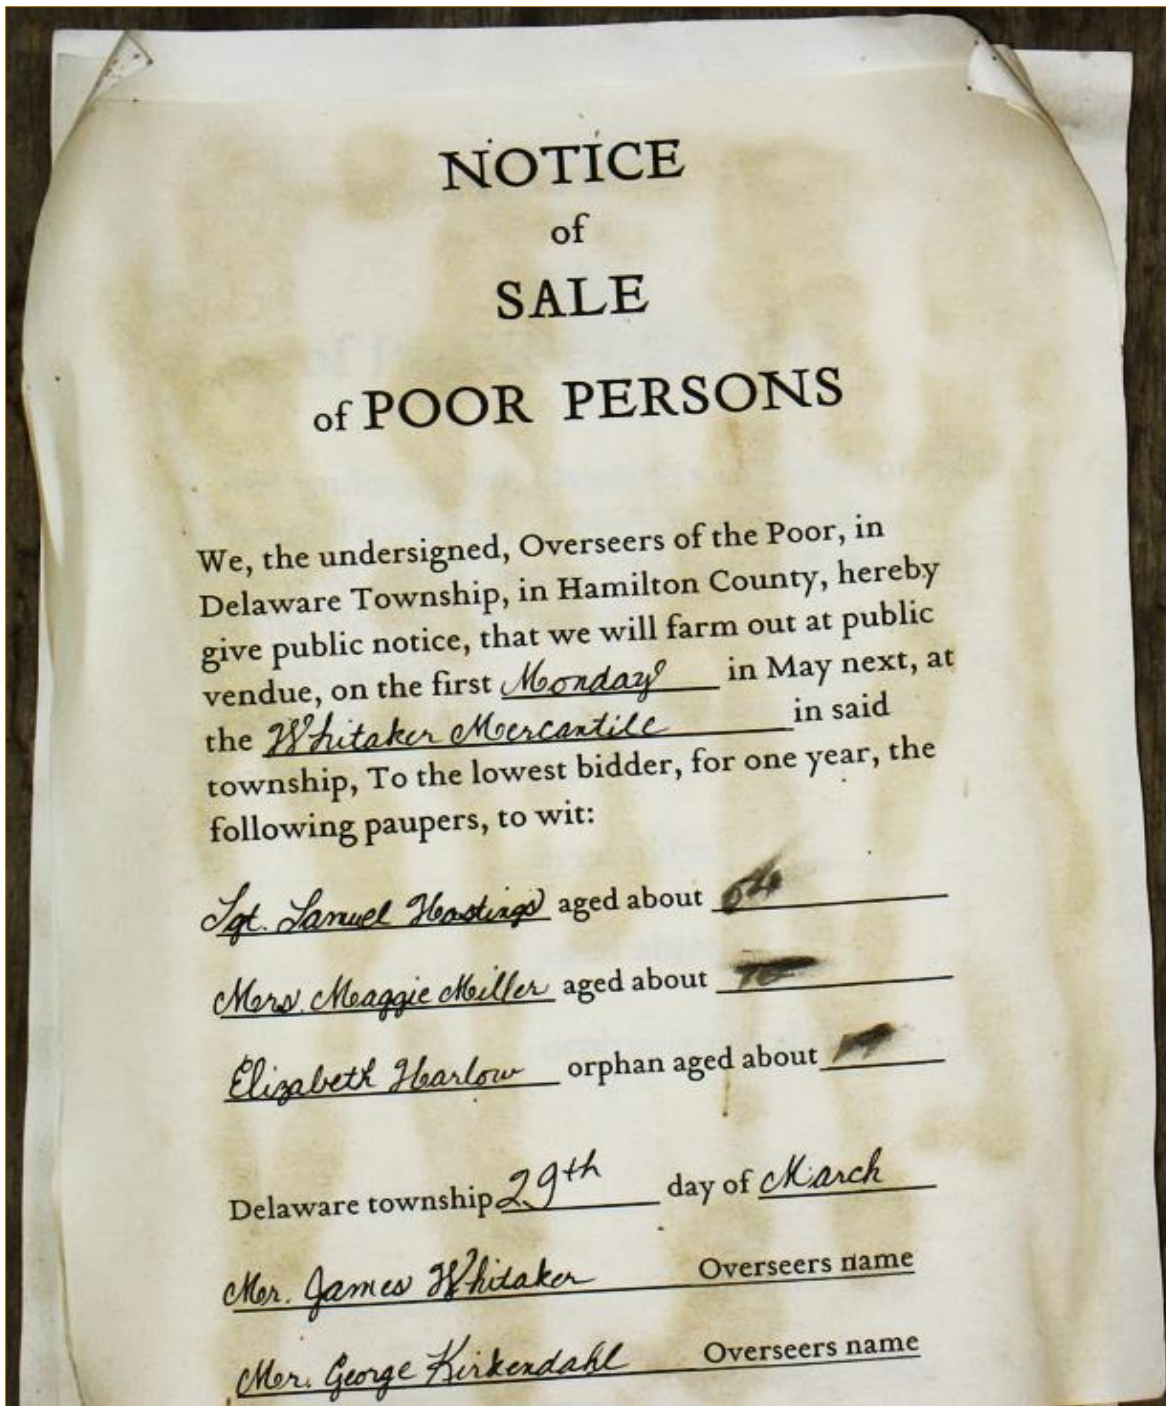 NOTICE
of
SALE
of POOR PERSONS
We, the undersigned, Overseers of the Poor, in
Delaware Township, in Hamilton County, hereby
give public notice, that we will farm out at public
vendue, on the first Monday in May next, at
the Whitaker Mercantile in said
township, To the lowest bidder, for one year, the
following paupers, to wit:
Sgt. Samuel Hastings aged about
Mrs. Maggie Miller aged about
Elizabeth Harlow orphan aged about
Delaware township 29th day of March
Mr. James Whitaker Overseers name
Mr. George Kirkendahl Overseers name